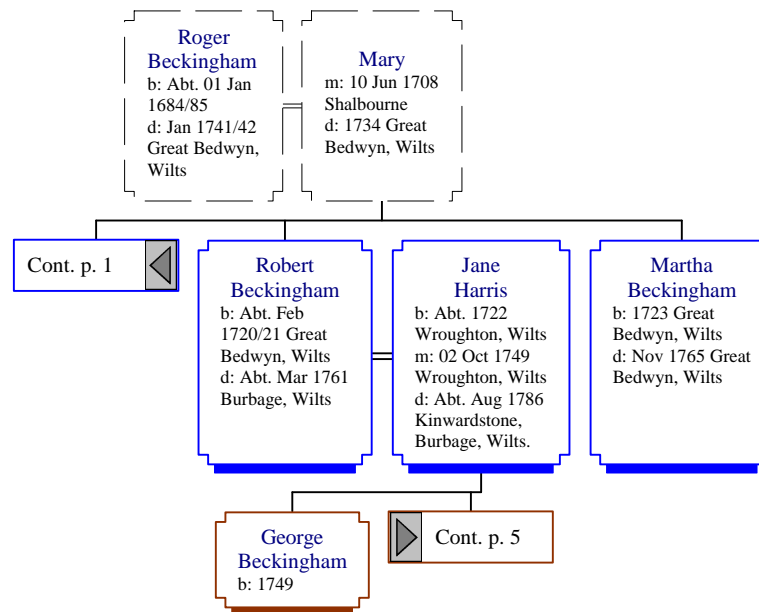 Roger
Beckingham
b: Abt. 01 Jan
1684/85
d: Jan 1741/42
Great Bedwyn,
Wilts
Mary
m: 10 Jun 1708
Shalbourne
d: 1734 Great
Bedwyn, Wilts
Cont. p. 1
Robert
Beckingham
b: Abt. Feb
1720/21 Great
Bedwyn, Wilts
d: Abt. Mar 1761
Burbage, Wilts
Jane
Harris
b: Abt. 1722
Wroughton, Wilts
m: 02 Oct 1749
Wroughton, Wilts
d: Abt. Aug 1786
Kinwardstone,
Burbage, Wilts.
Martha
Beckingham
b: 1723 Great
Bedwyn, Wilts
d: Nov 1765 Great
Bedwyn, Wilts
George
Beckingham
b: 1749
Cont. p. 5